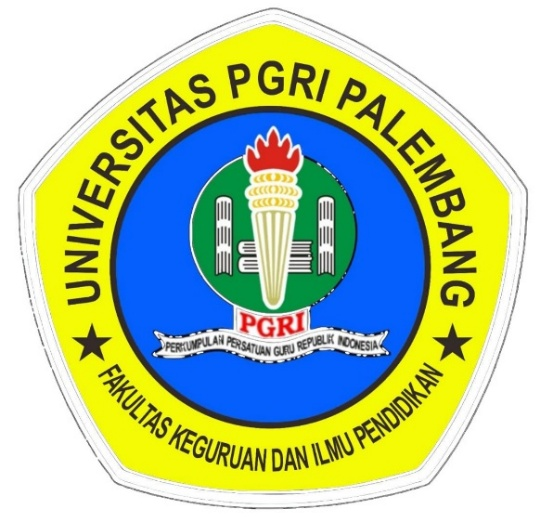 UNIVERSITAS PGRI PALEMBANG
PGRI
PERKUMPULAN PERSATUAN GURU REPUBLIK INDONESIA
FAKULTAS KEGURUAN DAN ILMU PENDIDIKAN